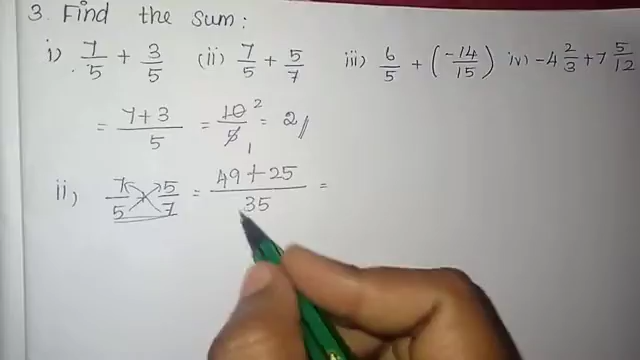 3. Find the Sum:
i) 7/5 + 3/5 (ii) 7/5 + 5/7 iii) 6/5 + (-14/15) iv) -4 2/3 + 7 5/12
= 7+3/5 = 10/5 2 1 = 2//
ii) 7/5 5/7 = 49+25/35 =